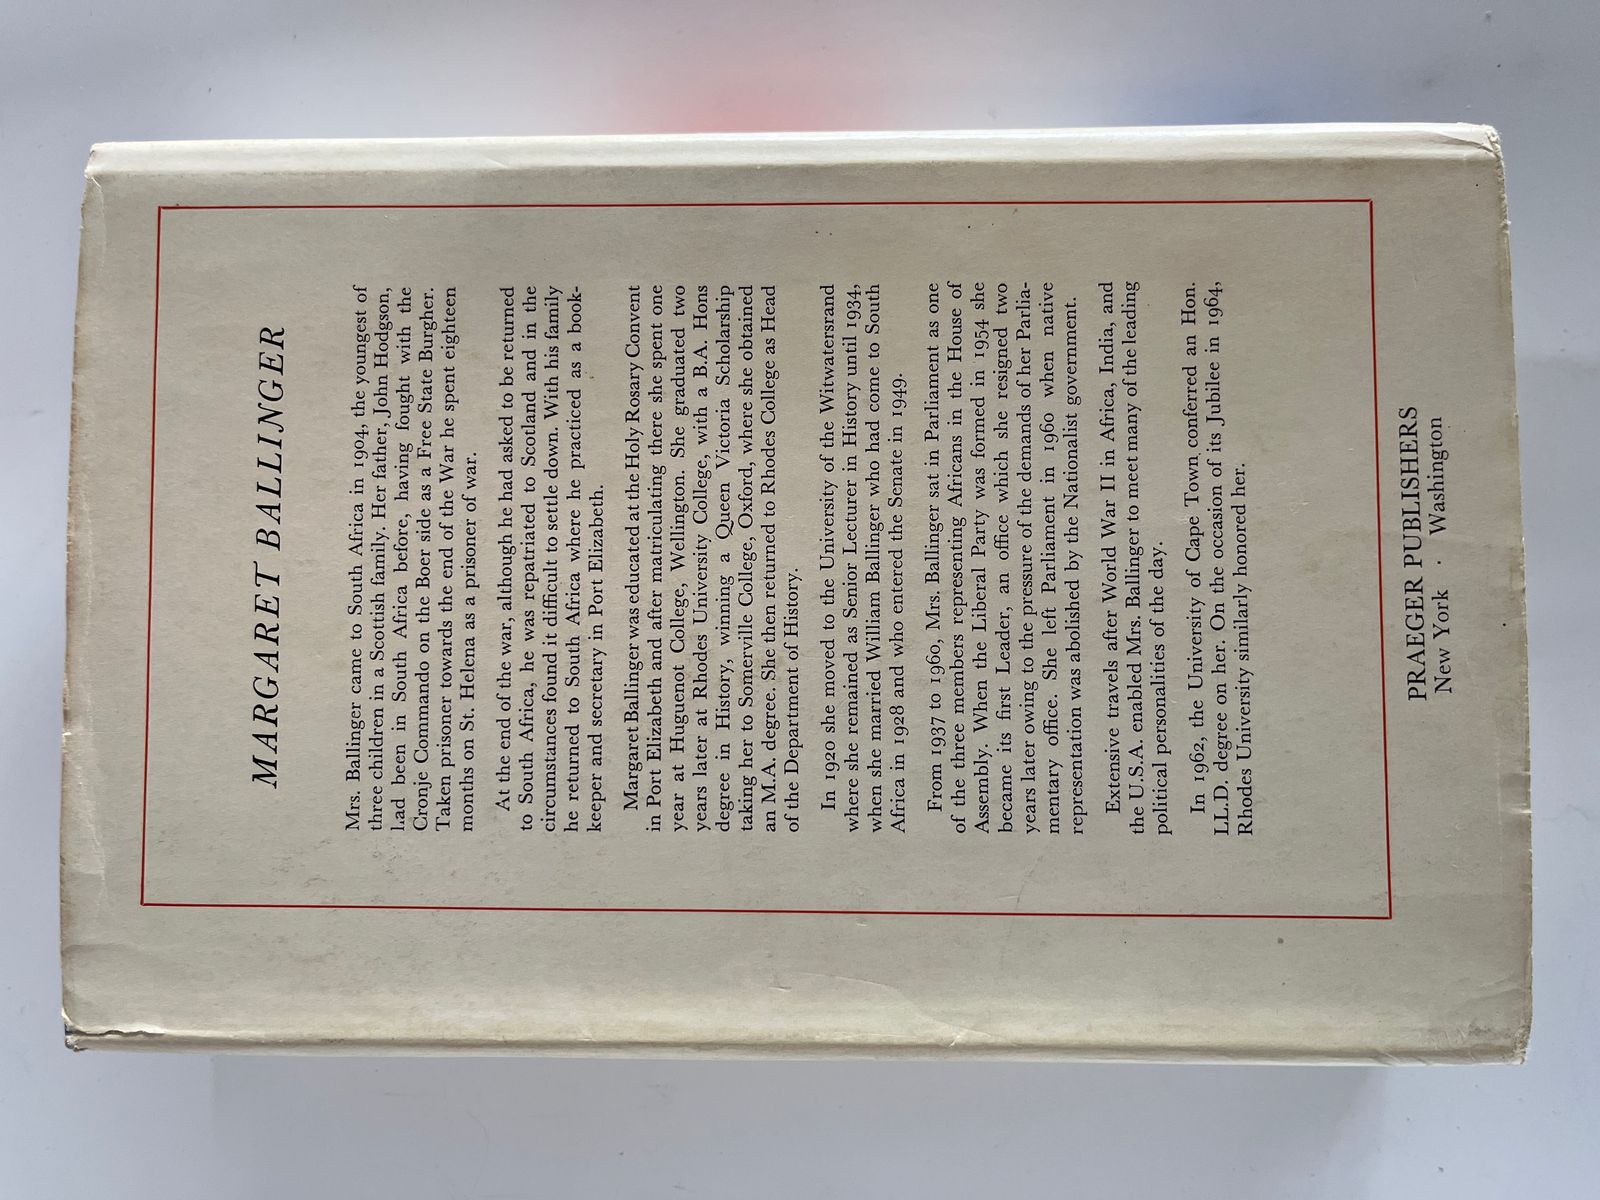 MARGARET BALLINGER
Mrs. Ballinger came to South Africa in 1904, the youngest of
three children in a Scottish family. Her father, John Hodgson,
had been in South Africa before, having fought with the
Cronje Commando on the Boer side as a Free State Burgher.
Taken prisoner towards the end of the War he spent eighteen
months on St. Helena as a prisoner of war.
At the end of the war, although he had asked to be returned
to South Africa, he was repatriated to Scotland and in the
circumstances found it difficult to settle down. With his family
he returned to South Africa where he practiced as a book-
keeper and secretary in Port Elizabeth.
Margaret Ballinger was educated at the Holy Rosary Convent
in Port Elizabeth and after matriculating there she spent one
year at Huguenot College, Wellington. She graduated two
years later at Rhodes University College, with a B.A. Hons
degree in History, winning a Queen Victoria Scholarship
taking her to Somerville College, Oxford, where she obtained
an M.A. degree. She then returned to Rhodes College as Head
of the Department of History.
In 1920 she moved to the University of the Witwatersrand
where she remained as Senior Lecturer in History until 1934,
when she married William Ballinger who had come to South
Africa in 1928 and who entered the Senate in 1949.
From 1937 to 1960, Mrs. Ballinger sat in Parliament as one
of the three members representing Africans in the House of
Assembly. When the Liberal Party was formed in 1954 she
became its first Leader, an office which she resigned two
years later owing to the pressure of the demands of her Parlia-
mentary office. She left Parliament in 1960 when native
representation was abolished by the Nationalist government.
Extensive travels after World War II in Africa, India, and
the U.S.A. enabled Mrs. Ballinger to meet many of the leading
political personalities of the day.
In 1962, the University of Cape Town conferred an Hon.
LL.D. degree on her. On the occasion of its Jubilee in 1964,
Rhodes University similarly honored her.
PRAEGER PUBLISHERS
New York · Washington